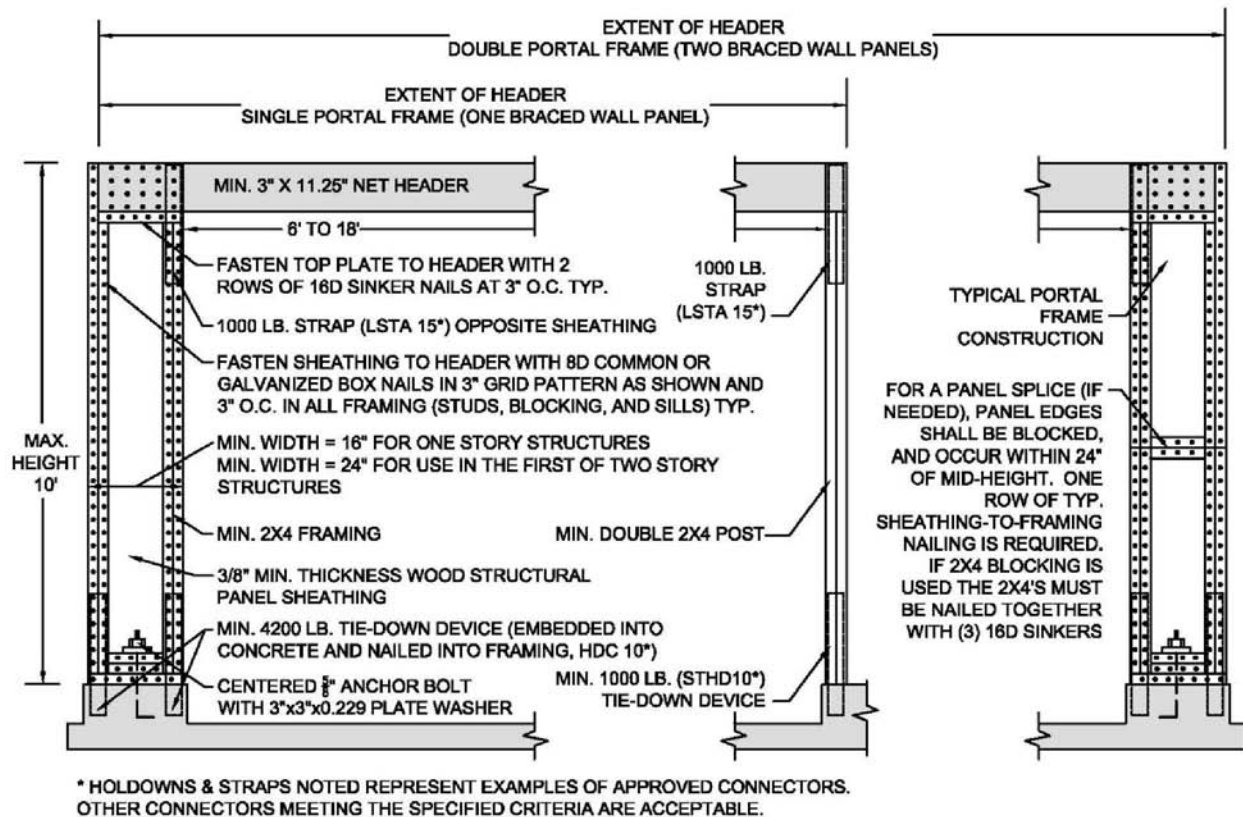 EXTENT OF HEADER
DOUBLE PORTAL FRAME (TWO BRACED WALL PANELS)
EXTENT OF HEADER
SINGLE PORTAL FRAME (ONE BRACED WALL PANEL)
MIN. 3" X 11.25" NET HEADER
6' TO 18'
FASTEN TOP PLATE TO HEADER WITH 2
ROWS OF 16D SINKER NAILS AT 3" O.C. TYP.
1000 LB. STRAP (LSTA 15*) OPPOSITE SHEATHING
FASTEN SHEATHING TO HEADER WITH 8D COMMON OR
GALVANIZED BOX NAILS IN 3" GRID PATTERN AS SHOWN AND
3" O.C. IN ALL FRAMING (STUDS, BLOCKING, AND SILLS) TYP.
MAX.
HEIGHT
10'
MIN. WIDTH = 16" FOR ONE STORY STRUCTURES
MIN. WIDTH = 24" FOR USE IN THE FIRST OF TWO STORY
STRUCTURES
MIN. 2X4 FRAMING
3/8" MIN. THICKNESS WOOD STRUCTURAL
PANEL SHEATHING
MIN. 4200 LB. TIE-DOWN DEVICE (EMBEDDED INTO
CONCRETE AND NAILED INTO FRAMING, HDC 10*)
CENTERED 5/8" ANCHOR BOLT
WITH 3"x3"x0.229 PLATE WASHER
1000 LB.
STRAP
(LSTA 15*)
MIN. DOUBLE 2X4 POST
MIN. 1000 LB. (STHD10*)
TIE-DOWN DEVICE
TYPICAL PORTAL
FRAME
CONSTRUCTION
FOR A PANEL SPLICE (IF
NEEDED), PANEL EDGES
SHALL BE BLOCKED,
AND OCCUR WITHIN 24"
OF MID-HEIGHT. ONE
ROW OF TYP.
SHEATHING-TO-FRAMING
NAILING IS REQUIRED.
IF 2X4 BLOCKING IS
USED THE 2X4'S MUST
BE NAILED TOGETHER
WITH (3) 16D SINKERS
* HOLDOWNS & STRAPS NOTED REPRESENT EXAMPLES OF APPROVED CONNECTORS.
OTHER CONNECTORS MEETING THE SPECIFIED CRITERIA ARE ACCEPTABLE.